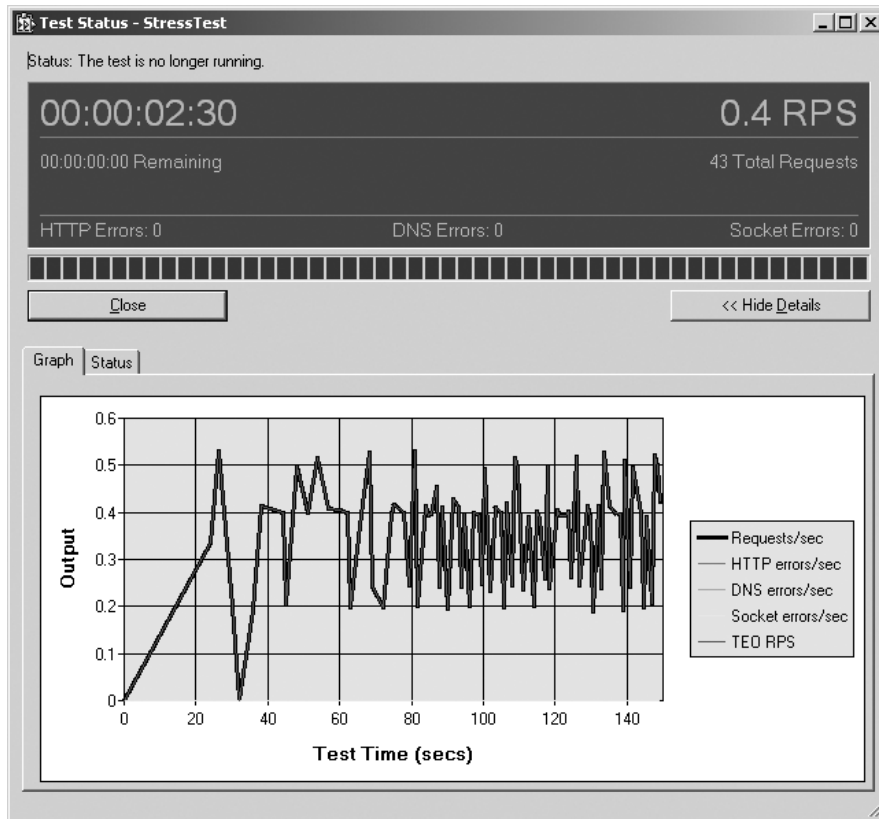 Test Status - StressTest
Status: The test is no longer running.
00:00:02:30
0.4 RPS
00:00:00:00 Remaining
43 Total Requests
HTTP Errors: 0
DNS Errors: 0
Socket Errors: 0
Close
<< Hide Details
Graph
Status
0.6
0.5
0.4
0.3
0.2
0.1
0
Output
0
20
40
60
80
100
120
140
Test Time (secs)
Requests/sec
HTTP errors/sec
DNS errors/sec
Socket errors/sec
TEO RPS